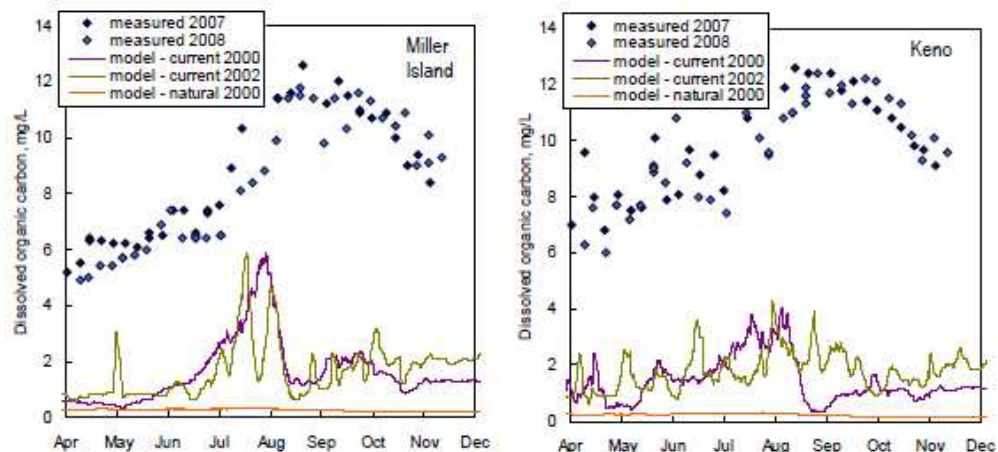 14
12
10
8
6
4
2
0
Dissolved organic carbon, mg/L
measured 2007
measured 2008
model - current 2000
model - current 2002
model - natural 2000
Miller
Island
Apr May Jun Jul Aug Sep Oct Nov Dec
14
12
10
8
6
4
2
0
Dissolved organic carbon, mg/L
measured 2007
measured 2008
model - current 2000
model - current 2002
model - natural 2000
Keno
Apr May Jun Jul Aug Sep Oct Nov Dec